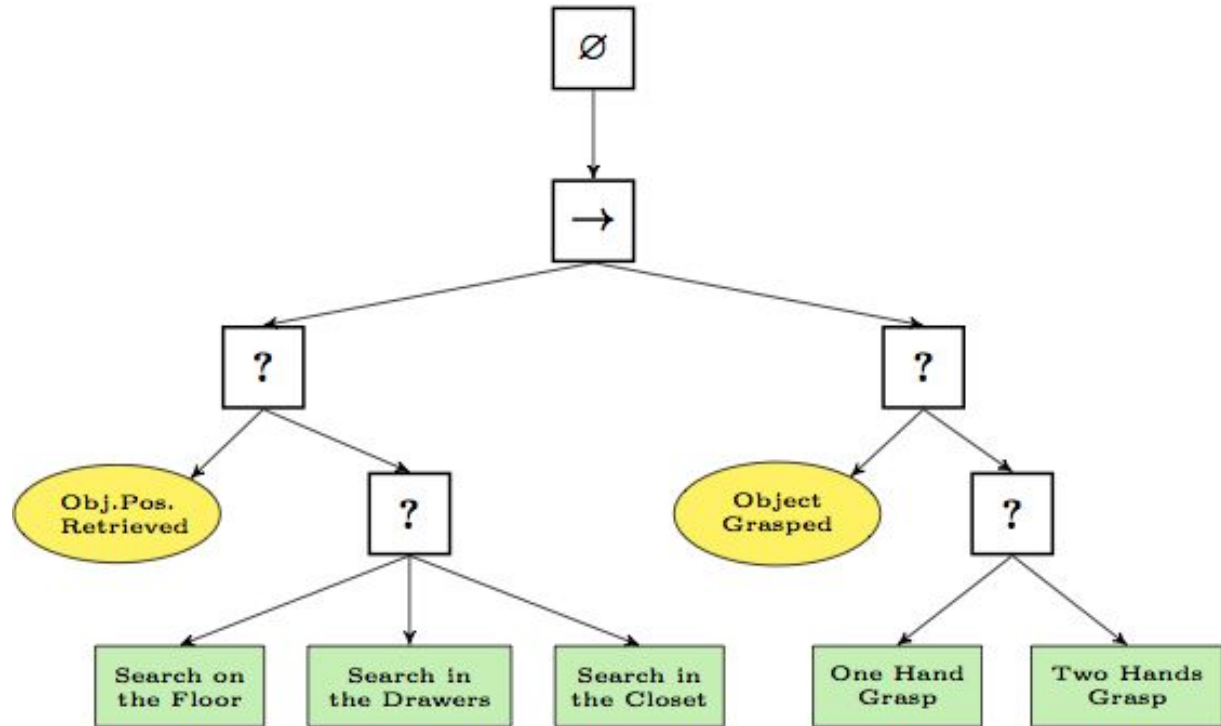 ∅
→
?
?
Obj.Pos.
Retrieved
?
Object
Grasped
?
Search on
the Floor
Search in
the Drawers
Search in
the Closet
One Hand
Grasp
Two Hands
Grasp